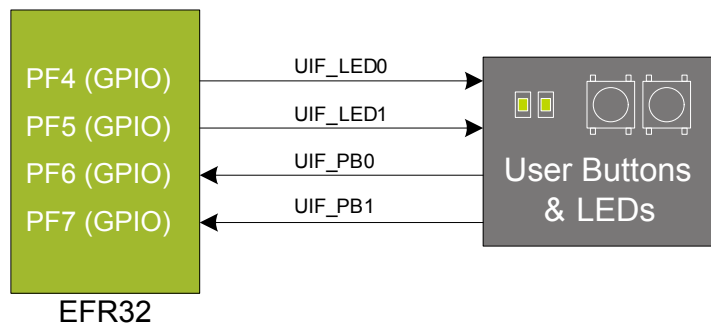 PF4 (GPIO)
PF5 (GPIO)
PF6 (GPIO)
PF7 (GPIO)
EFR32
UIF_LED0
UIF_LED1
UIF_PB0
UIF_PB1
User Buttons
& LEDs